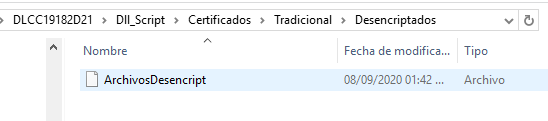 DLCC19182D21 > Dll_Script > Certificados > Tradicional > Desencriptados
Nombre Fecha de modifica... Tipo
ArchivosDesencript 08/09/2020 01:42 ... Archivo